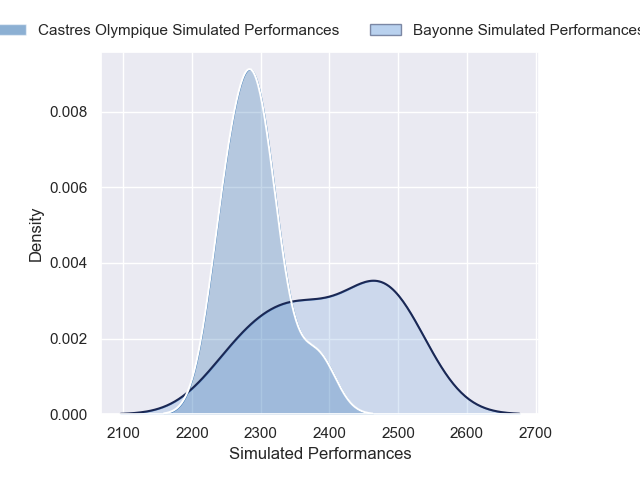 Castres Olympique Simulated Performances
Bayonne Simulated Performances
Density
0.008
0.006
0.004
0.002
0.000
2100 2200 2300 2400 2500 2600 2700
Simulated Performances